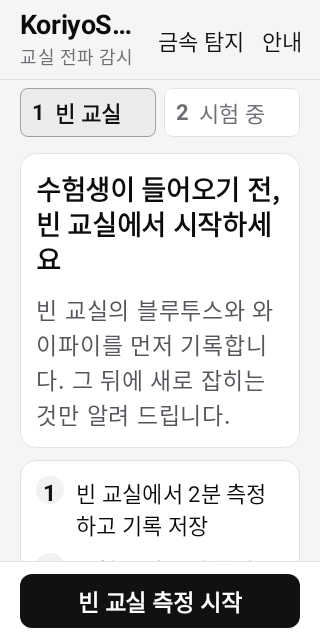 KoriyoS...
교실 전파 감시
금속 탐지
안내
1 빈 교실
2 시험 중
수험생이 들어오기 전,
빈 교실에서 시작하세
요
빈 교실의 블루투스와 와
이파이를 먼저 기록합니
다. 그 뒤에 새로 잡히는
것만 알려 드립니다.
1 빈 교실에서 2분 측정
하고 기록 저장
빈 교실 측정 시작